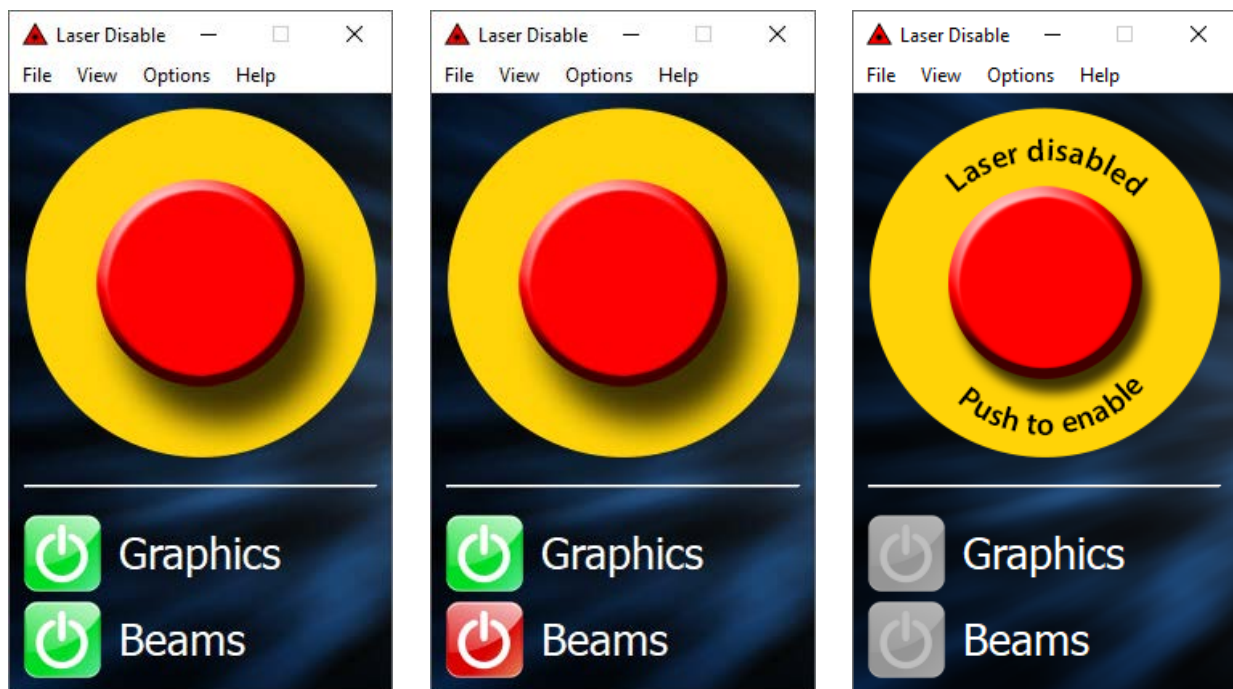 Laser Disable
File View Options Help
Graphics
Beams
Laser Disable
File View Options Help
Graphics
Beams
Laser Disable
File View Options Help
Laser disabled
Push to enable
Graphics
Beams